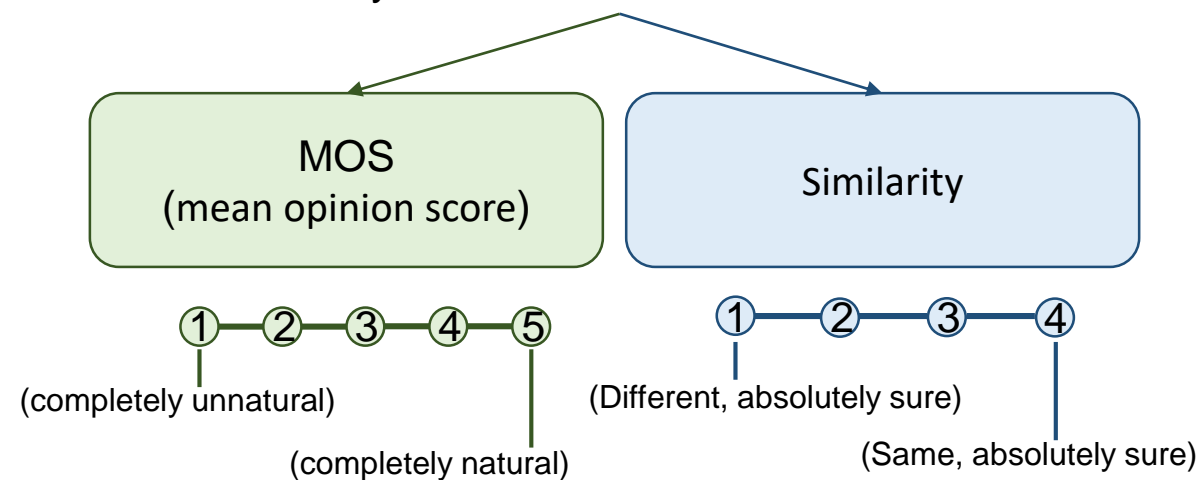 MOS
(mean opinion score)
Similarity
1 2 3 4 5
1 2 3 4
(completely unnatural)
(Different, absolutely sure)
(completely natural)
(Same, absolutely sure)